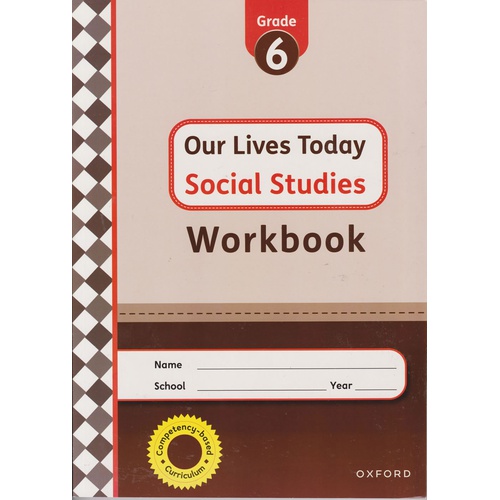 Grade
6
Our Lives Today
Social Studies
Workbook
Name
School Year
Competency-based
Curriculum
OXFORD